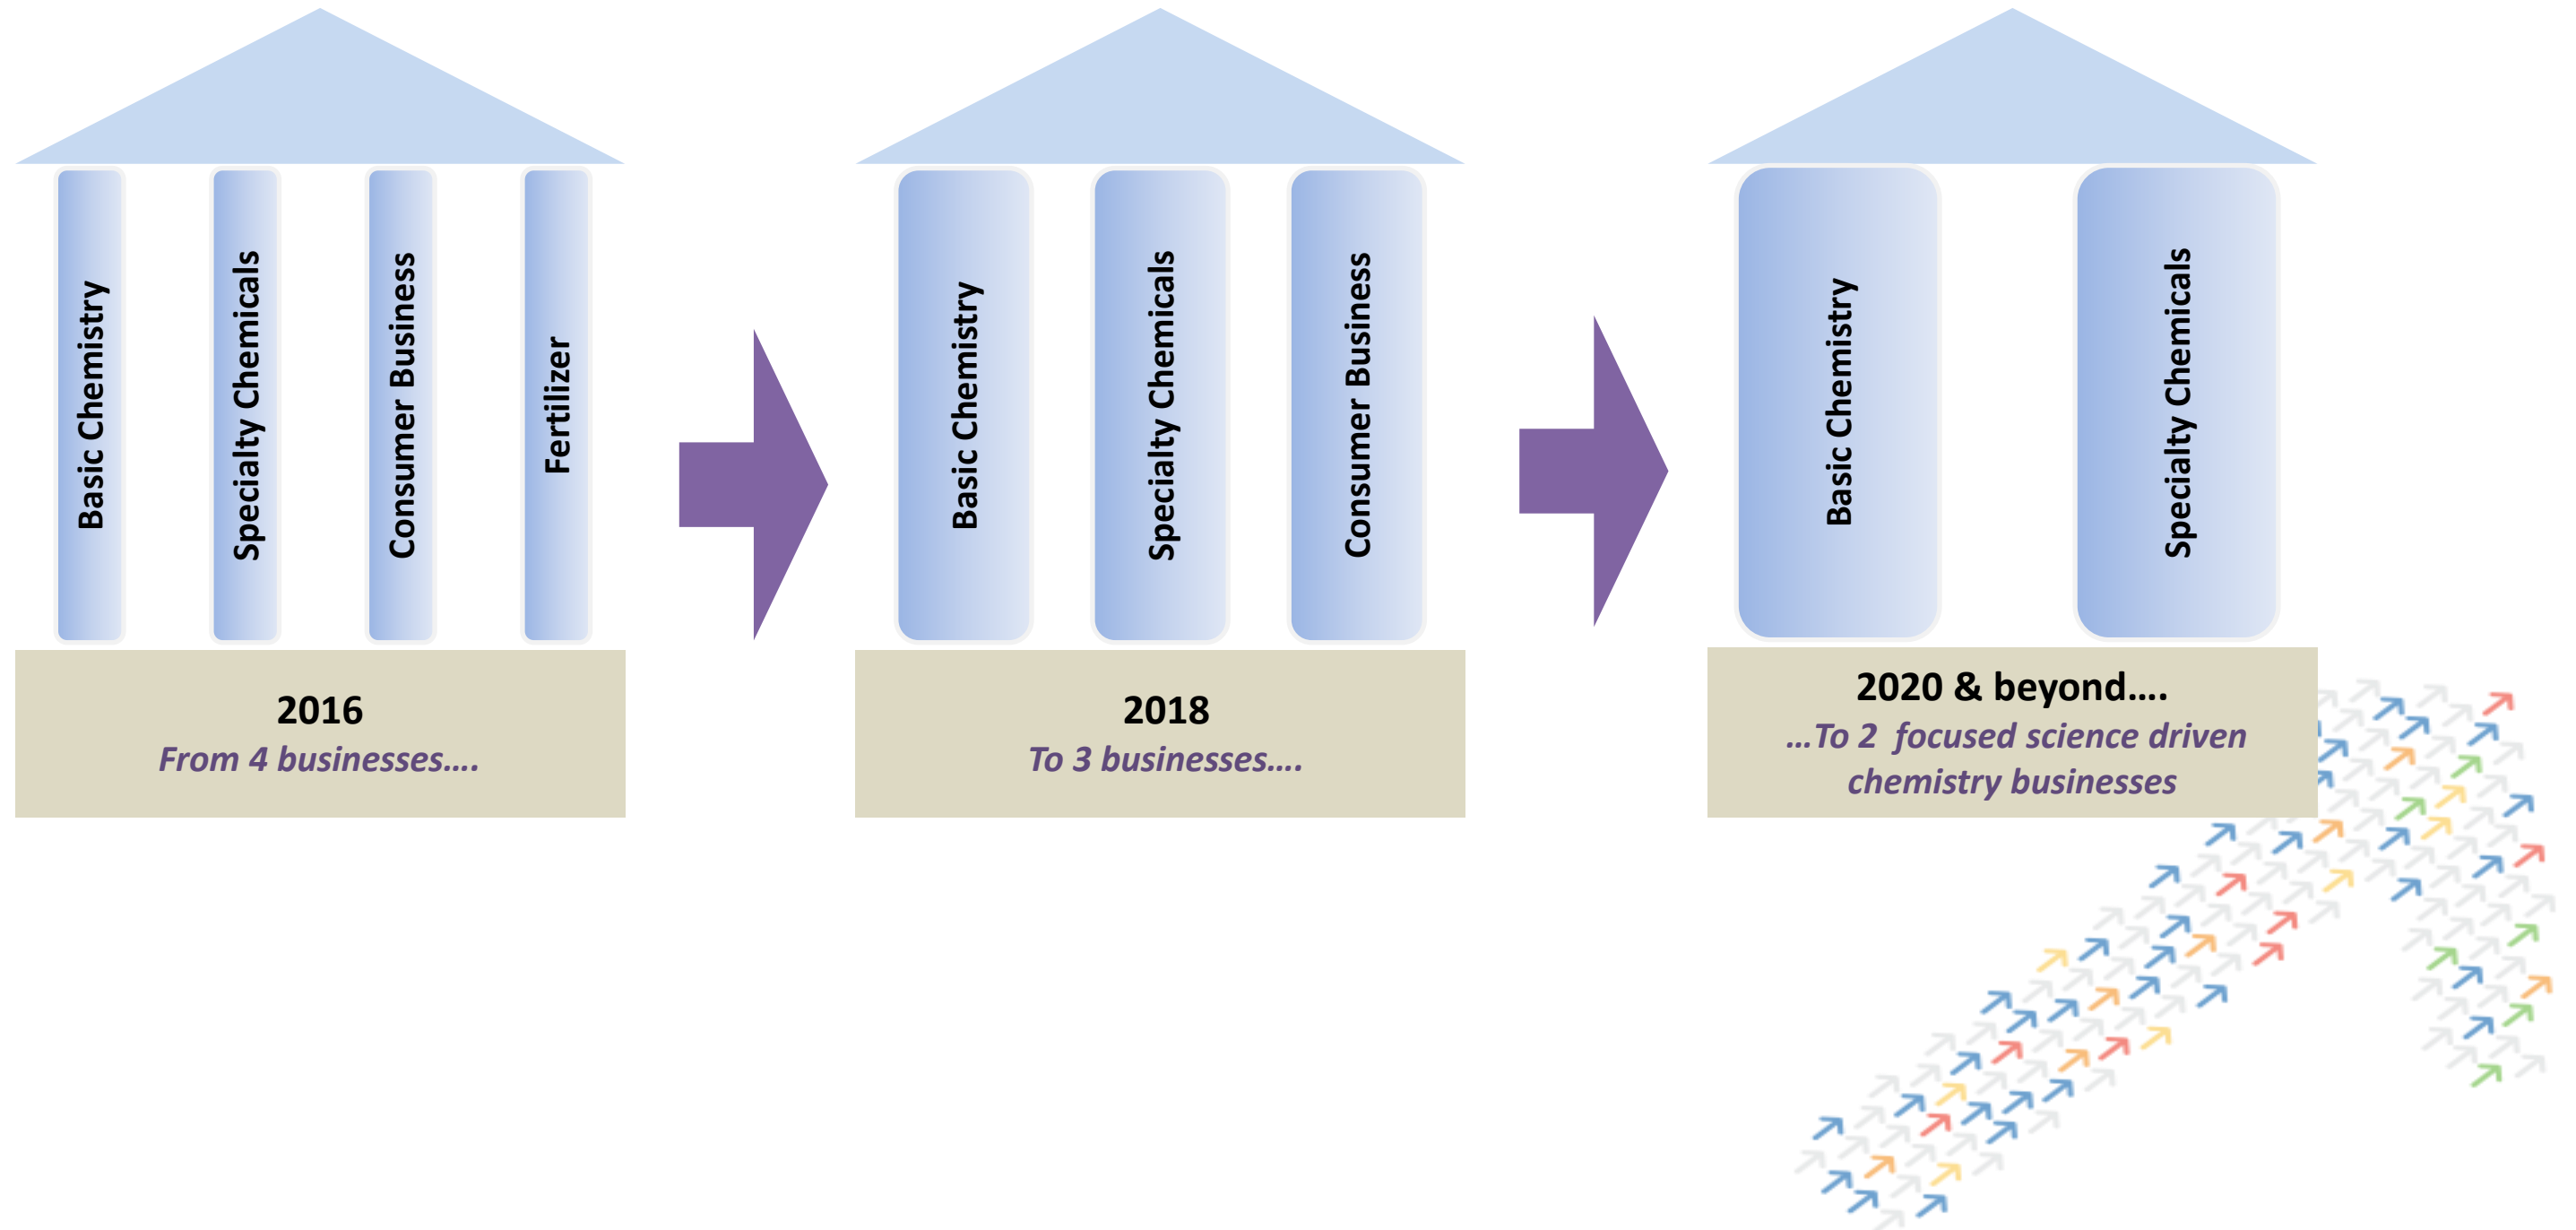 Basic Chemistry
Specialty Chemicals
Consumer Business
Fertilizer
2016
From 4 businesses....
Basic Chemistry
Specialty Chemicals
Consumer Business
2018
To 3 businesses....
Basic Chemistry
Specialty Chemicals
2020 & beyond....
...To 2 focused science driven
chemistry businesses